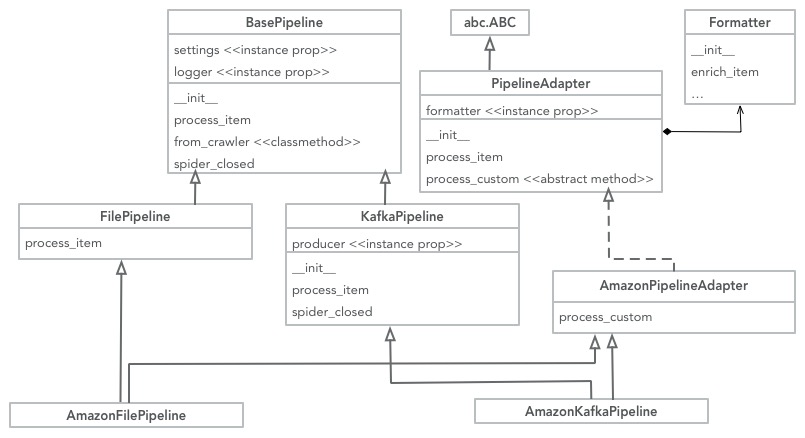 BasePipeline
settings <<instance prop>>
logger <<instance prop>>
__init__
process_item
from_crawler <<classmethod>>
spider_closed
abc.ABC
Formatter
__init__
enrich_item
...
PipelineAdapter
formatter <<instance prop>>
__init__
process_item
process_custom <<abstract method>>
FilePipeline
process_item
KafkaPipeline
producer <<instance prop>>
__init__
process_item
spider_closed
AmazonPipelineAdapter
process_custom
AmazonFilePipeline
AmazonKafkaPipeline